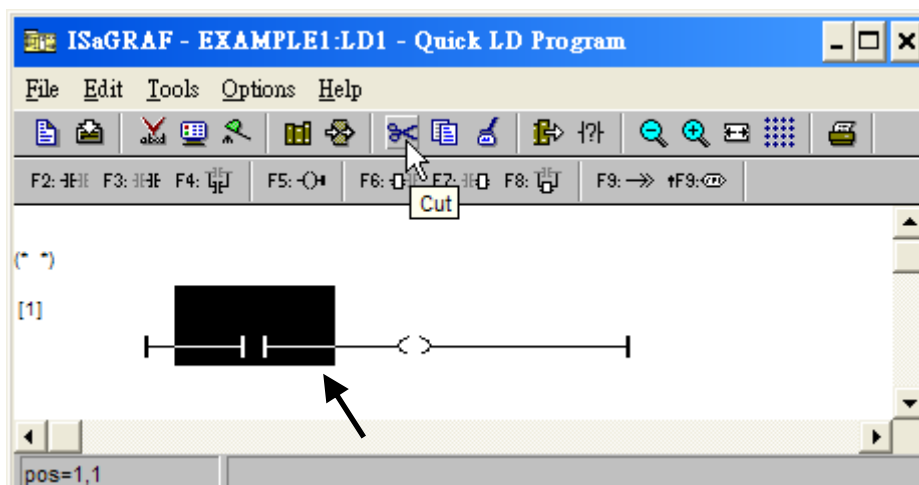 ISaGRAF - EXAMPLE1:LD1 - Quick LD Program
File Edit Tools Options Help
F2: F3: F4: F5: F6: F7: F8: F9: F9:
Cut
(* *)
[1]
pos=1,1